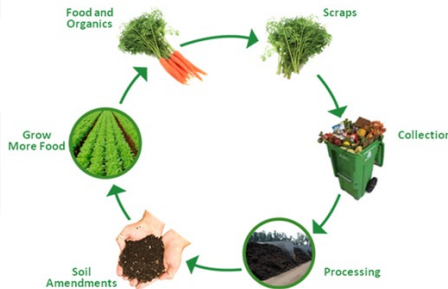 Food and
Organics
Scraps
Collection
Processing
Soil
Amendments
Grow
More Food